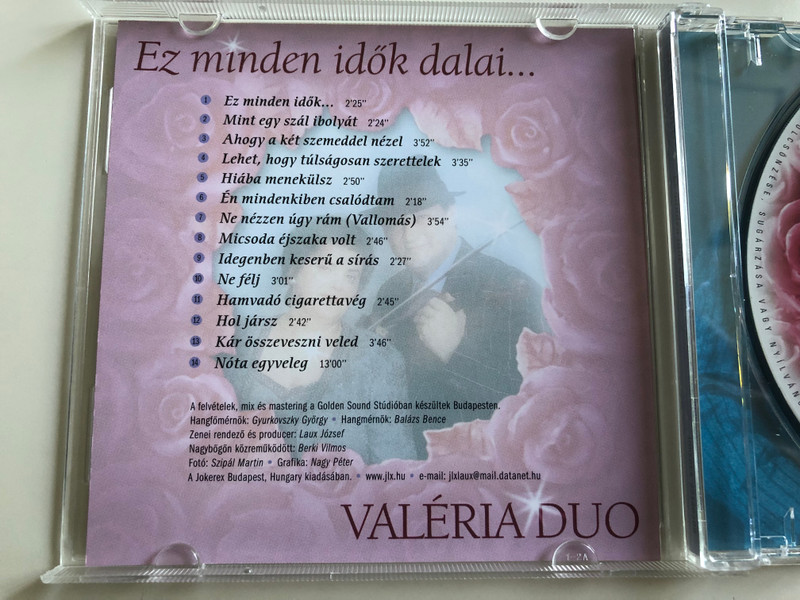 Ez minden idők dalai...
1 Ez minden idők... 2'25"
2 Mint egy szál ibolyát 2'24"
3 Ahogy a két szemeddel nézel 3'52"
4 Lehet, hogy túlságosan szerettelek 3'35"
5 Hiába menekülsz 2'50"
6 Én mindenkiben csalódtam 2'18"
7 Ne nézzen úgy rám (Vallomás) 3'54"
8 Micsoda éjszaka volt 2'46"
9 Idegenben keserű a sírás 2'27"
10 Ne félj 3'01"
11 Hamvadó cigarettavég 2'45"
12 Hol jársz 2'42"
13 Kár összeveszni veled 3'46"
14 Nóta egyveleg 13'00"
A felvételek, mix és mastering a Golden Sound Stúdióban készültek Budapesten.
Hangfőmérnök: Gyurkovszky György • Hangmérnök: Balázs Bence
Zenei rendező és producer: Laux József
Nagybőgőn közreműködött: Berki Vilmos
Fotó: Szipál Martin • Grafika: Nagy Péter
A Jokerex Budapest, Hungary kiadásában. • www.jlx.hu • e-mail: jlxlaux@mail.datanet.hu
VALÉRIA DUO
1-2A
SUGÁRZÁSA VAGY